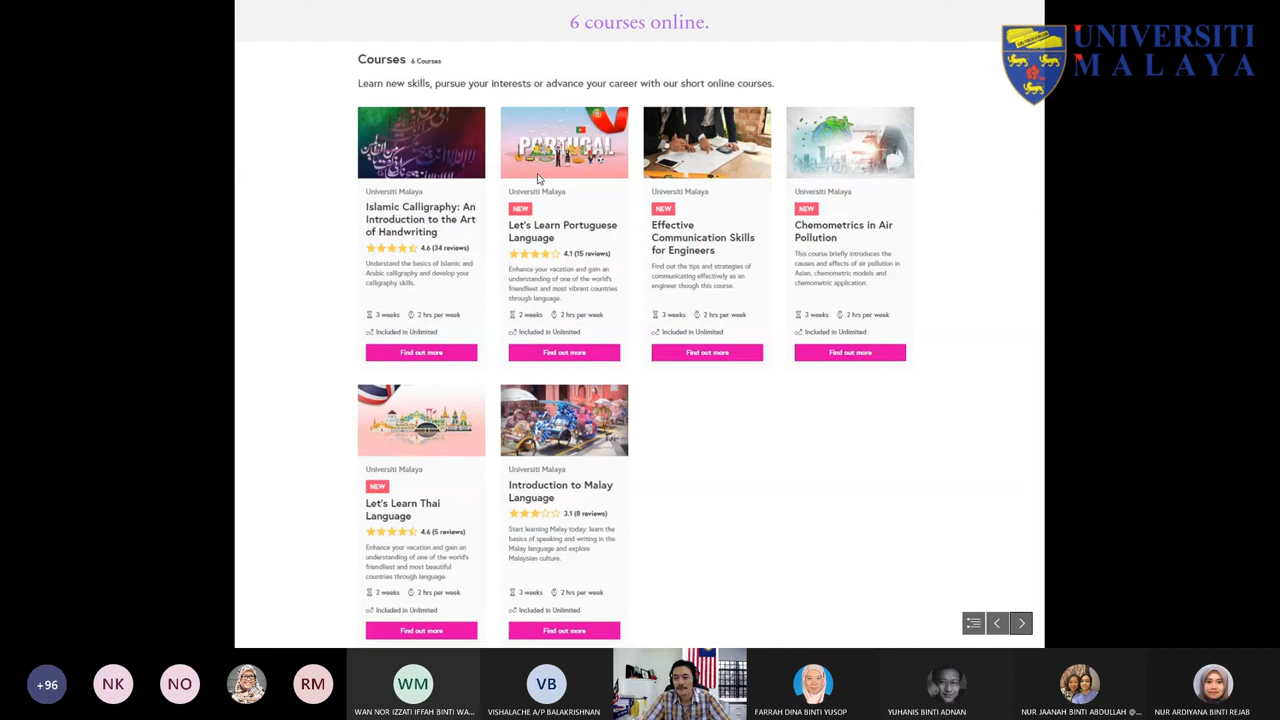 6 courses online.
UNIVERSITI
MALAYA
Courses 6 Courses
Learn new skills, pursue your interests or advance your career with our short online courses.
Universiti Malaya
Islamic Calligraphy: An
Introduction to the Art
of Handwriting
4.6 (34 reviews)
Understand the basics of Islamic and
Arabic calligraphy and develop your
calligraphy skills.
3 weeks 2 hrs per week
Included in Unlimited
Find out more
PORTUGAL
Universiti Malaya
NEW
Let's Learn Portuguese
Language
4.1 (15 reviews)
Enhance your vacation and gain an
understanding of one of the world's
friendliest and most vibrant countries
through language.
2 weeks 2 hrs per week
Included in Unlimited
Find out more
Universiti Malaya
NEW
Effective
Communication Skills
for Engineers
Find out the tips and strategies of
communicating effectively as an
engineer though this course.
3 weeks 2 hrs per week
Included in Unlimited
Find out more
Universiti Malaya
NEW
Chemometrics in Air
Pollution
This course briefly introduces the
causes and effects of air pollution in
Asian, chemometric models and
chemometric application.
3 weeks 2 hrs per week
Included in Unlimited
Find out more
Universiti Malaya
NEW
Let's Learn Thai
Language
4.6 (5 reviews)
Enhance your vacation and gain an
understanding of one of the world's
friendliest and most beautiful
countries through language.
2 weeks 2 hrs per week
Included in Unlimited
Find out more
Universiti Malaya
Introduction to Malay
Language
3.1 (8 reviews)
Start learning Malay today: learn the
basics of speaking and writing in the
Malay language and explore
Malaysian culture.
3 weeks 2 hrs per week
Included in Unlimited
Find out more
+96
NK
NO
RM
WM
WAN NOR IZZATI IFFAH BINTI WA...
VB
VISHALACHE A/P BALAKRISHNAN
FARRAH DINA BINTI YUSOP
YUHANIS BINTI ADNAN
NUR JAANAH BINTI ABDULLAH @...
NUR ARDIYANA BINTI REJAB